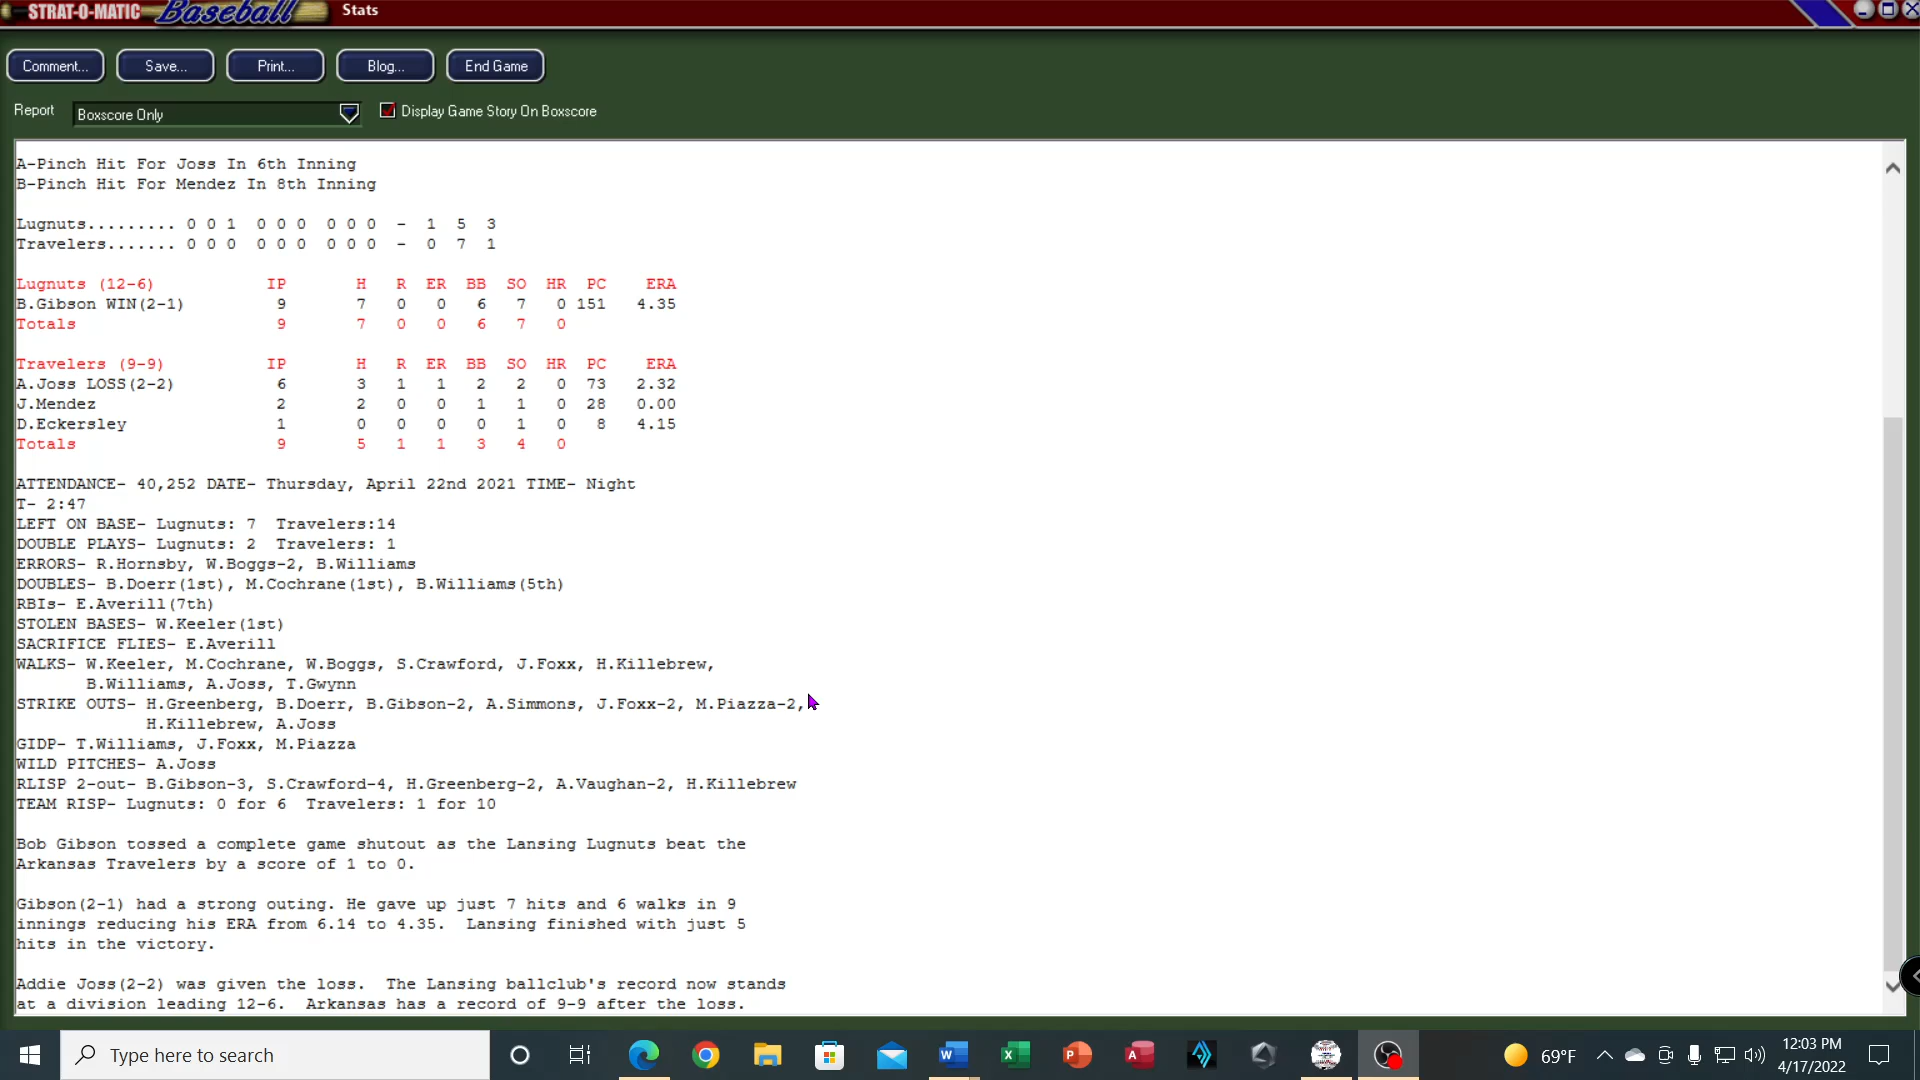 STRAT-O-MATIC Baseball Stats
Comment... Save... Print... Blog... End Game
Report Boxscore Only Display Game Story On Boxscore
A-Pinch Hit For Joss In 6th Inning
B-Pinch Hit For Mendez In 8th Inning
Lugnuts......... 0 0 1 0 0 0 0 0 0 - 1 5 3
Travelers....... 0 0 0 0 0 0 0 0 0 - 0 7 1
Lugnuts (12-6) IP H R ER BB SO HR PC ERA
B.Gibson WIN(2-1) 9 7 0 0 6 7 0 151 4.35
Totals 9 7 0 0 6 7 0
Travelers (9-9) IP H R ER BB SO HR PC ERA
A.Joss LOSS(2-2) 6 3 1 1 2 2 0 73 2.32
J.Mendez 2 2 0 0 1 1 0 28 0.00
D.Eckersley 1 0 0 0 0 1 0 8 4.15
Totals 9 5 1 1 3 4 0
ATTENDANCE- 40,252 DATE- Thursday, April 22nd 2021 TIME- Night
T- 2:47
LEFT ON BASE- Lugnuts: 7 Travelers:14
DOUBLE PLAYS- Lugnuts: 2 Travelers: 1
ERRORS- R.Hornsby, W.Boggs-2, B.Williams
DOUBLES- B.Doerr(1st), M.Cochrane(1st), B.Williams(5th)
RBIs- E.Averill(7th)
STOLEN BASES- W.Keeler(1st)
SACRIFICE FLIES- E.Averill
WALKS- W.Keeler, M.Cochrane, W.Boggs, S.Crawford, J.Foxx, H.Killebrew,
B.Williams, A.Joss, T.Gwynn
STRIKE OUTS- H.Greenberg, B.Doerr, B.Gibson-2, A.Simmons, J.Foxx-2, M.Piazza-2,
H.Killebrew, A.Joss
GIDP- T.Williams, J.Foxx, M.Piazza
WILD PITCHES- A.Joss
RLISP 2-out- B.Gibson-3, S.Crawford-4, H.Greenberg-2, A.Vaughan-2, H.Killebrew
TEAM RISP- Lugnuts: 0 for 6 Travelers: 1 for 10
Bob Gibson tossed a complete game shutout as the Lansing Lugnuts beat the
Arkansas Travelers by a score of 1 to 0.
Gibson(2-1) had a strong outing. He gave up just 7 hits and 6 walks in 9
innings reducing his ERA from 6.14 to 4.35. Lansing finished with just 5
hits in the victory.
Addie Joss(2-2) was given the loss. The Lansing ballclub's record now stands
at a division leading 12-6. Arkansas has a record of 9-9 after the loss.
Type here to search
69°F
12:03 PM
4/17/2022